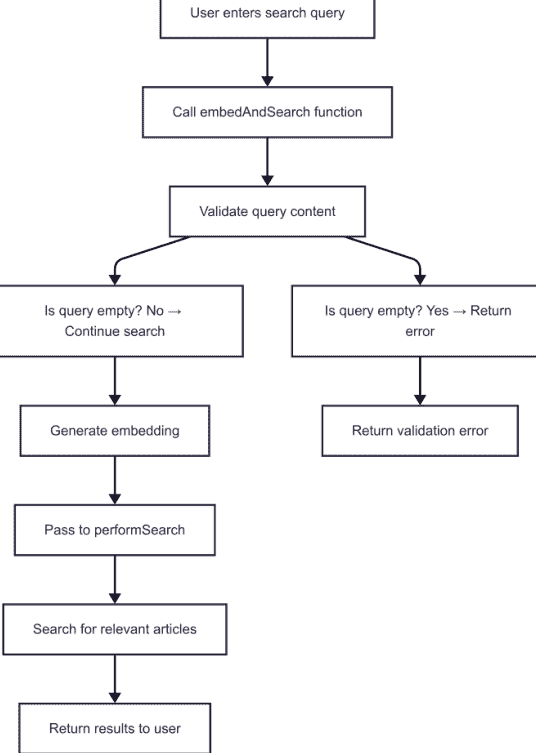 User enters search query
Call embedAndSearch function
Validate query content
Is query empty? No →
Continue search
Is query empty? Yes → Return
error
Generate embedding
Return validation error
Pass to performSearch
Search for relevant articles
Return results to user